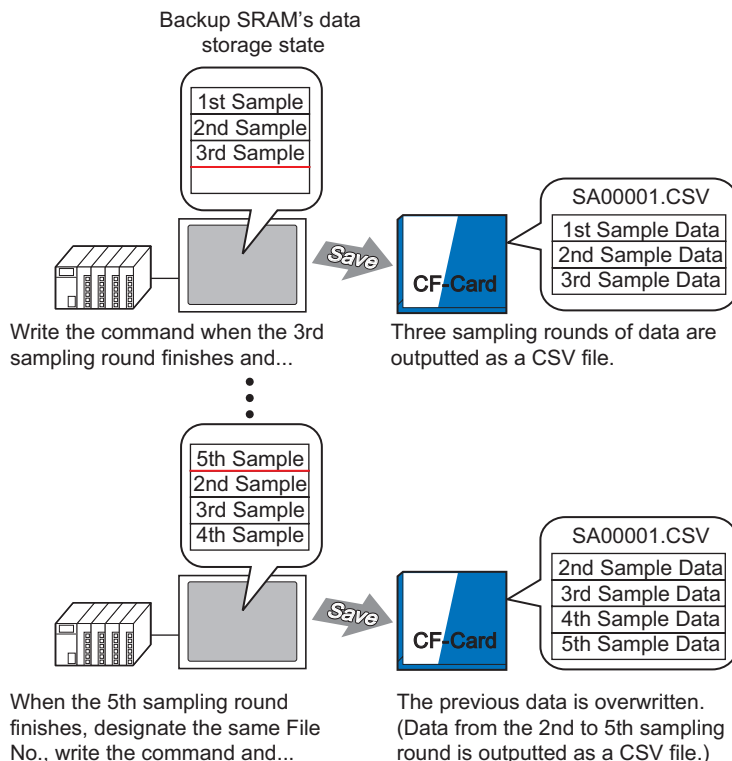 Backup SRAM's data
storage state
1st Sample
2nd Sample
3rd Sample
SA00001.CSV
1st Sample Data
2nd Sample Data
3rd Sample Data
Save
CF-Card
Write the command when the 3rd
sampling round finishes and...
Three sampling rounds of data are
outputted as a CSV file.
5th Sample
2nd Sample
3rd Sample
4th Sample
SA00001.CSV
2nd Sample Data
3rd Sample Data
4th Sample Data
5th Sample Data
Save
CF-Card
When the 5th sampling round
finishes, designate the same File
No., write the command and...
The previous data is overwritten.
(Data from the 2nd to 5th sampling
round is outputted as a CSV file.)